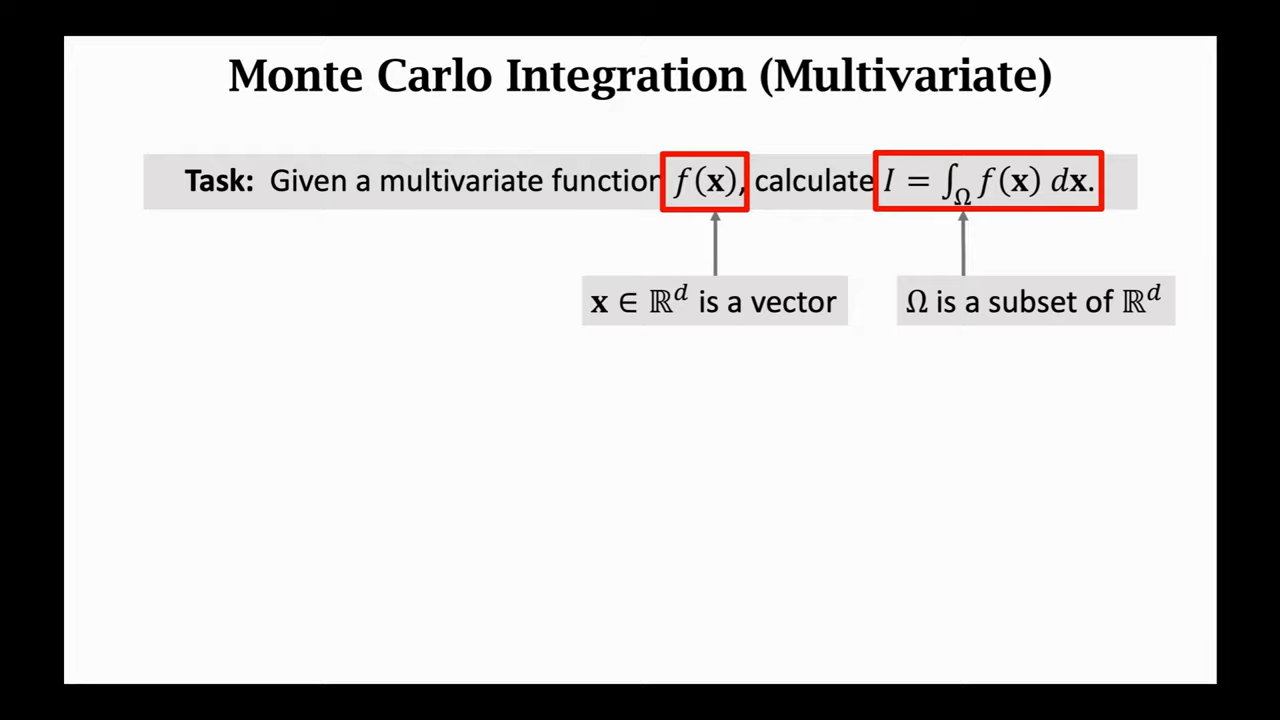 Monte Carlo Integration (Multivariate)
Task: Given a multivariate function f(𝐱), calculate I = ∫_Ω f(𝐱) d𝐱.
𝐱 ∈ ℝ^d is a vector
Ω is a subset of ℝ^d